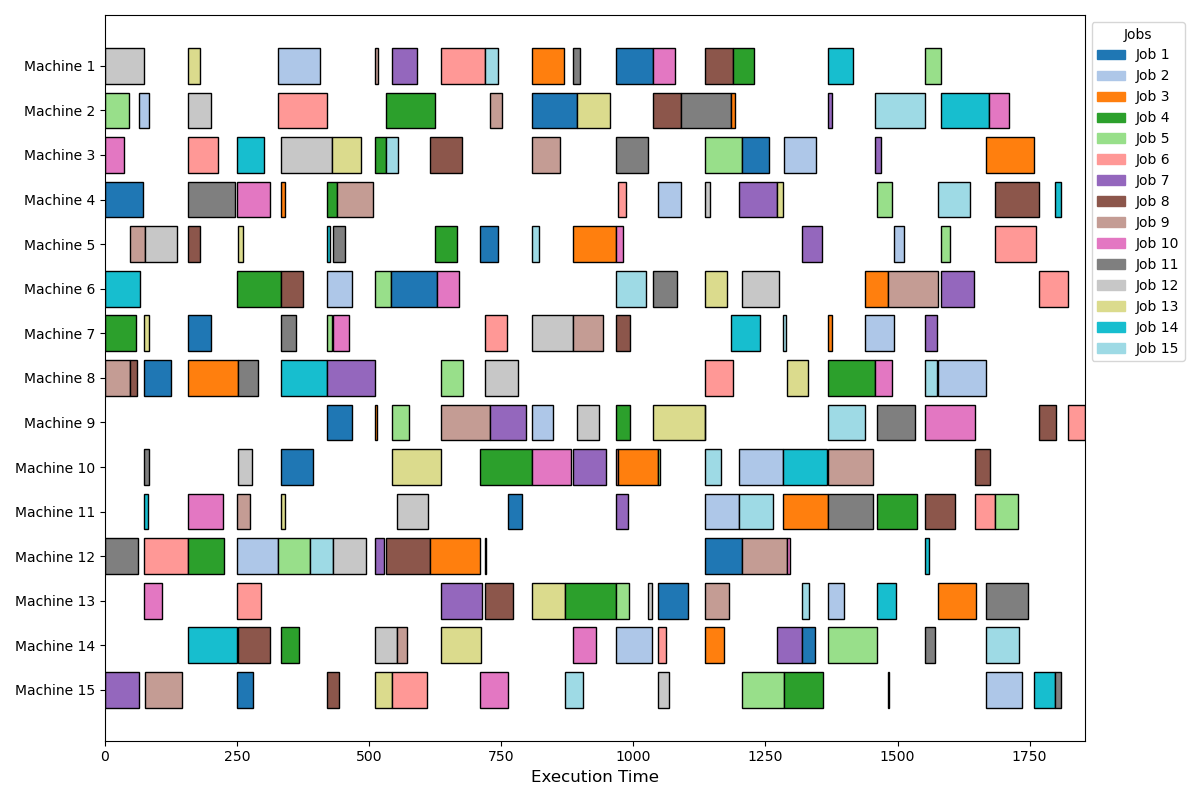 Machine 1
Machine 2
Machine 3
Machine 4
Machine 5
Machine 6
Machine 7
Machine 8
Machine 9
Machine 10
Machine 11
Machine 12
Machine 13
Machine 14
Machine 15
0 250 500 750 1000 1250 1500 1750
Execution Time
Jobs
Job 1
Job 2
Job 3
Job 4
Job 5
Job 6
Job 7
Job 8
Job 9
Job 10
Job 11
Job 12
Job 13
Job 14
Job 15